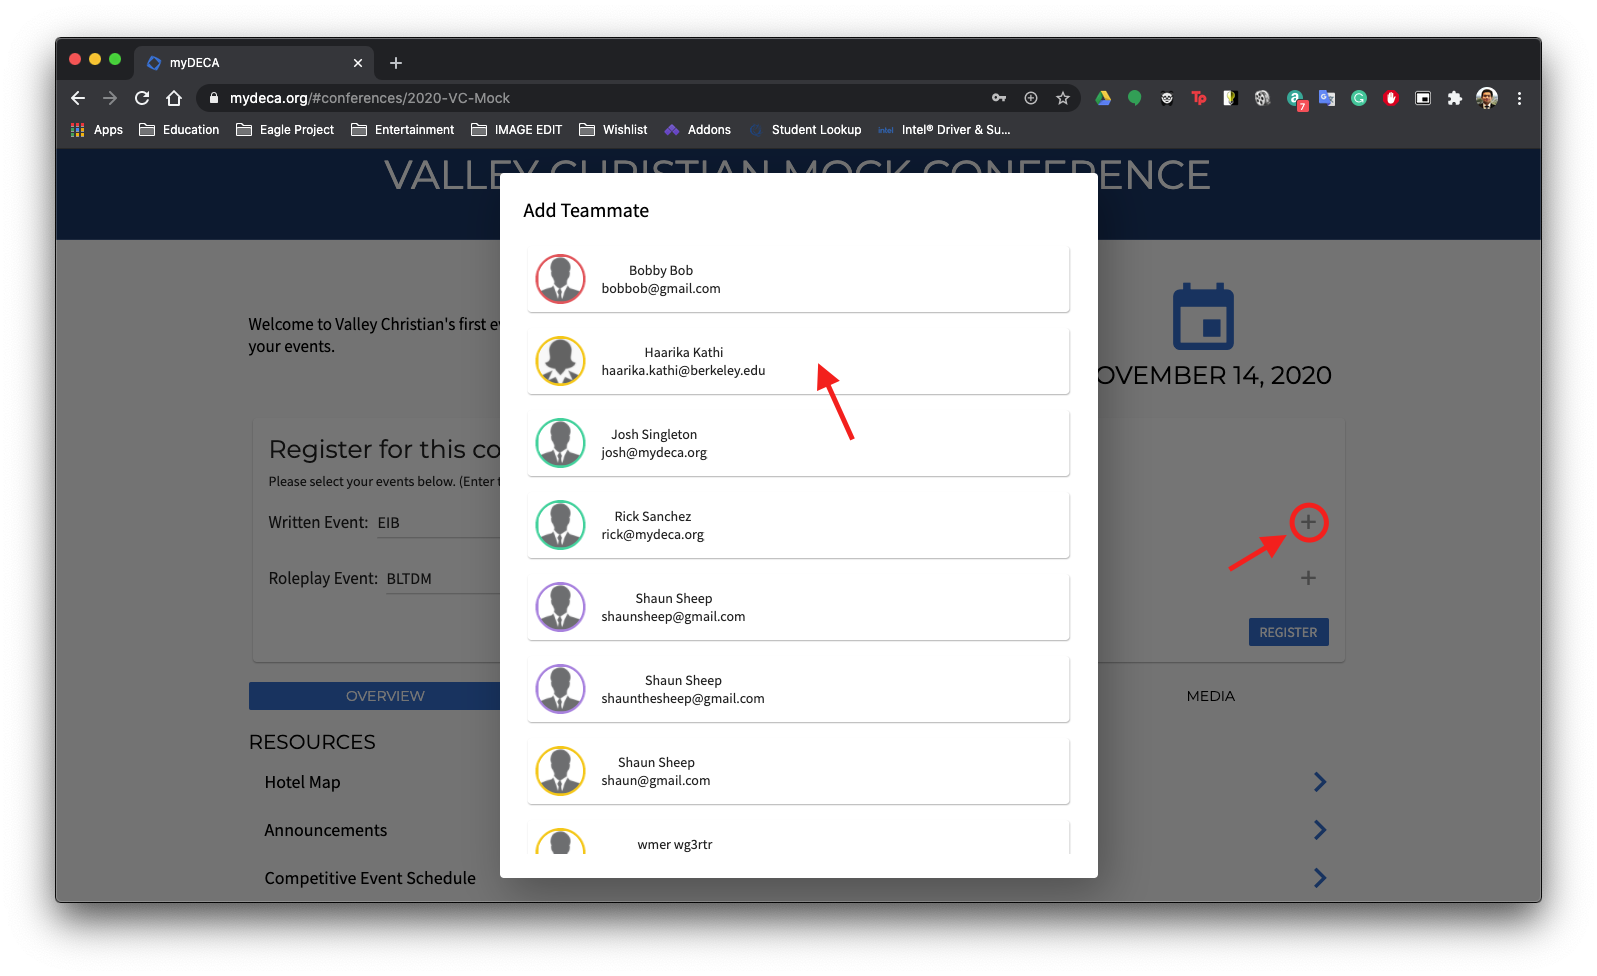 myDECA
mydeca.org/#conferences/2020-VC-Mock
Tp
a
7
G
Apps
Education
Eagle Project
Entertainment
IMAGE EDIT
Wishlist
Addons
Student Lookup
intel
Intel® Driver & Su...
VALLEY CHRISTIAN MOCK CONFERENCE
Add Teammate
Bobby Bob
bobbob@gmail.com
Haarika Kathi
haarika.kathi@berkeley.edu
Josh Singleton
josh@mydeca.org
Rick Sanchez
rick@mydeca.org
Shaun Sheep
shaunsheep@gmail.com
Shaun Sheep
shaunthesheep@gmail.com
Shaun Sheep
shaun@gmail.com
wmer wg3rtr
Welcome to Valley Christian's first
your events.
OVEMBER 14, 2020
Register for this
Please select your events below. (Enter
Written Event: EIB
Roleplay Event: BLTDM
REGISTER
OVERVIEW
MEDIA
RESOURCES
Hotel Map
Announcements
Competitive Event Schedule